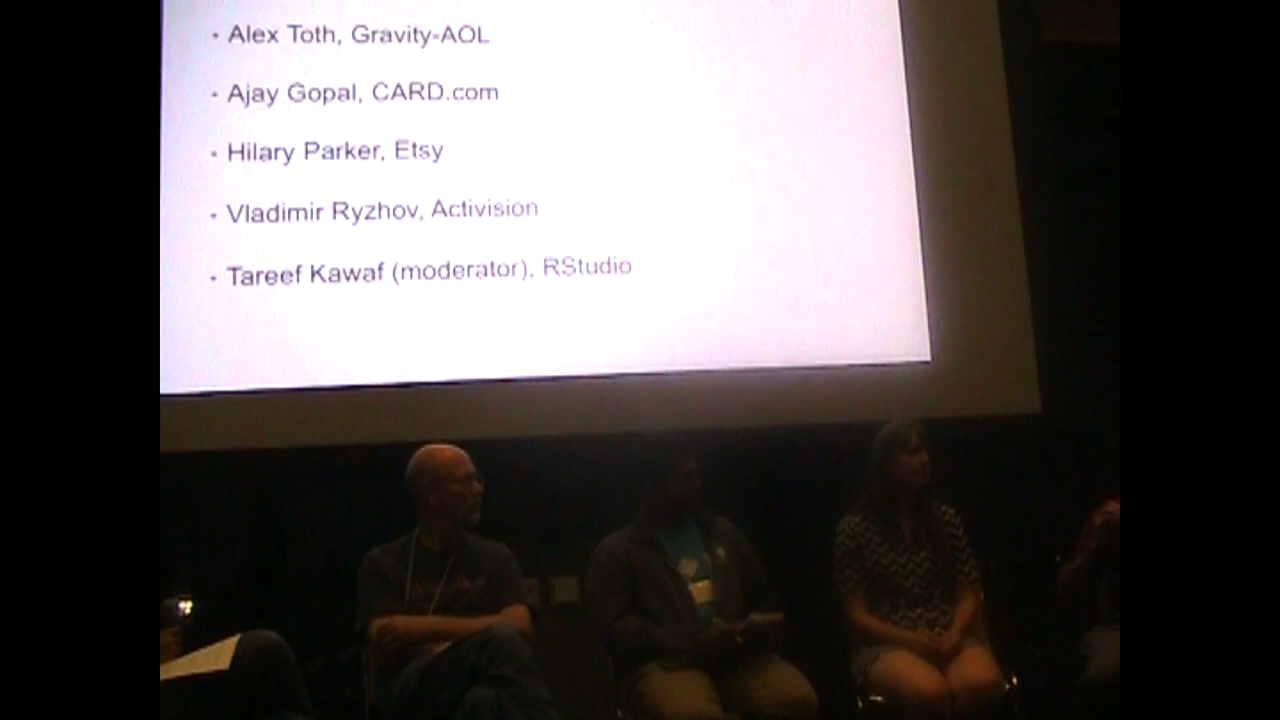 • Alex Toth, Gravity-AOL
• Ajay Gopal, CARD.com
• Hilary Parker, Etsy
• Vladimir Ryzhov, Activision
• Tareef Kawaf (moderator), RStudio